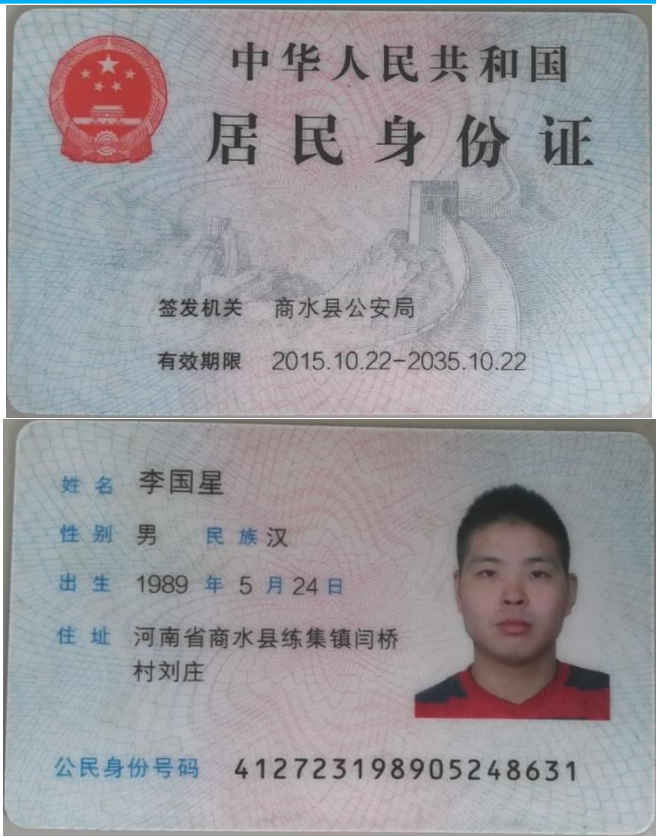 中华人民共和国
居民身份证
签发机关 商水县公安局
有效期限 2015.10.22-2035.10.22
姓名 李国星
性别 男 民族 汉
出生 1989 年 5 月 24 日
住址 河南省商水县练集镇闫桥
村刘庄
公民身份号码 412723198905248631